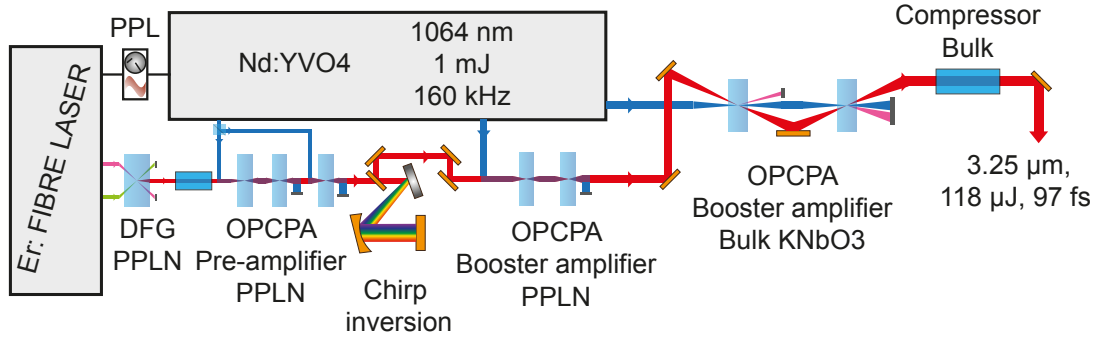 PPL
Nd:YVO4
1064 nm
1 mJ
160 kHz
Compressor
Bulk
Er: FIBRE LASER
DFG
PPLN
OPCPA
Pre-amplifier
PPLN
Chirp
inversion
OPCPA
Booster amplifier
PPLN
OPCPA
Booster amplifier
Bulk KNbO3
3.25 µm,
118 µJ, 97 fs